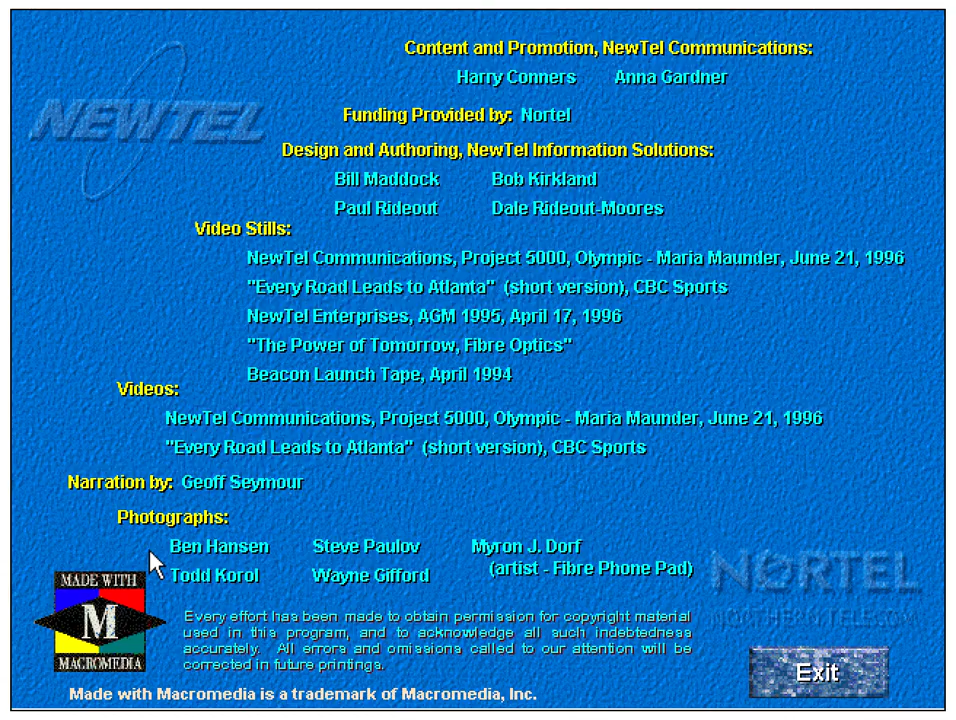 Content and Promotion, NewTel Communications:
Harry Conners Anna Gardner
NEWTEL
Funding Provided by: Nortel
Design and Authoring, NewTel Information Solutions:
Bill Maddock Bob Kirkland
Paul Rideout Dale Rideout-Moores
Video Stills:
NewTel Communications, Project 5000, Olympic - Maria Maunder, June 21, 1996
"Every Road Leads to Atlanta" (short version), CBC Sports
NewTel Enterprises, AGM 1995, April 17, 1996
"The Power of Tomorrow, Fibre Optics"
Beacon Launch Tape, April 1994
Videos:
NewTel Communications, Project 5000, Olympic - Maria Maunder, June 21, 1996
"Every Road Leads to Atlanta" (short version), CBC Sports
Narration by: Geoff Seymour
Photographs:
Ben Hansen Steve Paulov Myron J. Dorf
(artist - Fibre Phone Pad)
Todd Korol Wayne Gifford
NORTEL
NORTHERN TELECOM
MADE WITH
M
MACROMEDIA
Every effort has been made to obtain permission for copyright material
used in this program, and to acknowledge all such indebtedness
accurately. All errors and omissions called to our attention will be
corrected in future printings.
Exit
Made with Macromedia is a trademark of Macromedia, Inc.